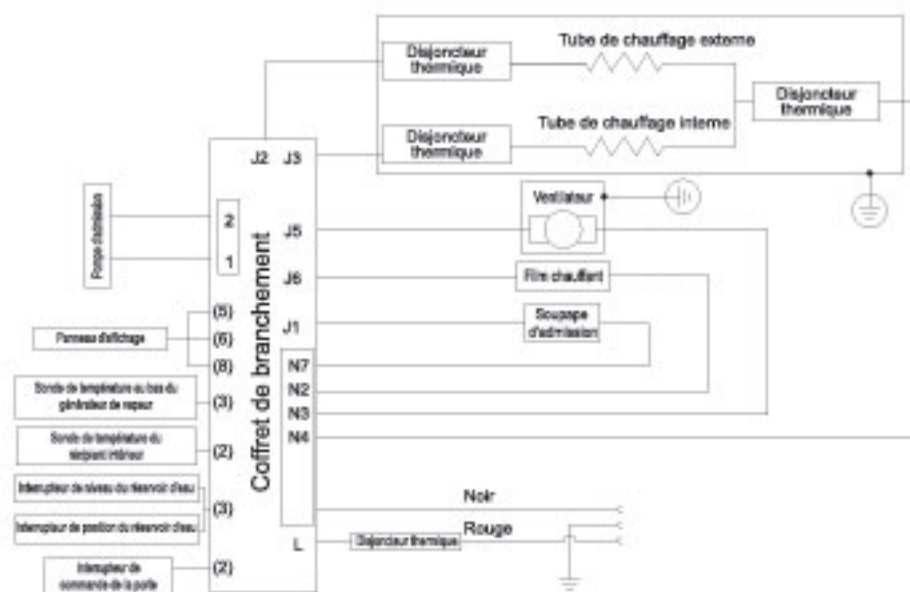 Disjoncteur
thermique
Tube de chauffage externe
Disjoncteur
thermique
Disjoncteur
thermique
Tube de chauffage interne
J2 J3
Pompe d'admission
2
1
Ventilateur
J5
J6
Film chauffant
J1
Soupape
d'admission
Coffret de branchement
(5)
(6)
(8)
Panneau d'affichage
N7
N2
N3
N4
Sonde de température au bas du
générateur de vapeur
(3)
Sonde de température du
récipient intérieur
(2)
Interrupteur de niveau du réservoir d'eau
(3)
Interrupteur de position du réservoir d'eau
Noir
Rouge
L
Disjoncteur thermique
(2)
Interrupteur de
commande de la porte